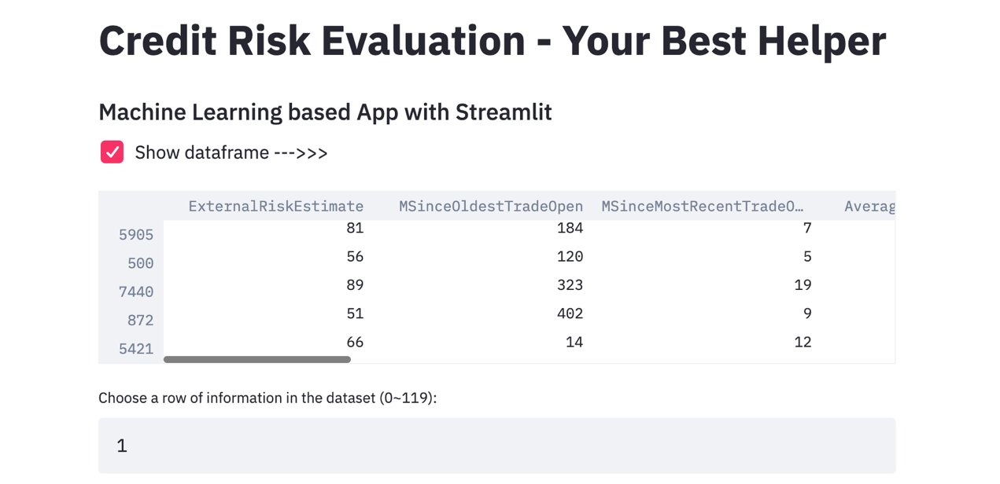 Credit Risk Evaluation - Your Best Helper
Machine Learning based App with Streamlit
Show dataframe --->>>
ExternalRiskEstimate MSinceOldestTradeOpen MSinceMostRecentTradeO… Averag
5905 81 184 7
500 56 120 5
7440 89 323 19
872 51 402 9
5421 66 14 12
Choose a row of information in the dataset (0~119):
1